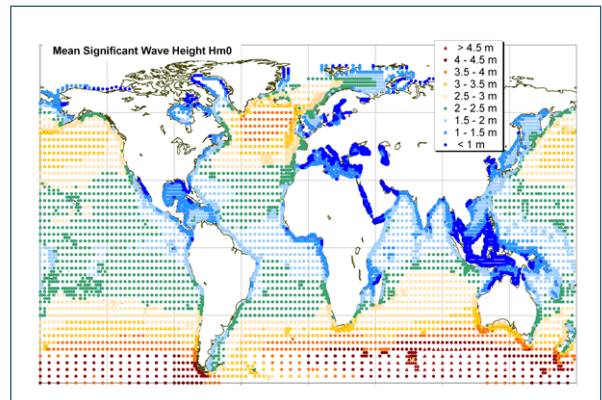 Mean Significant Wave Height Hm0
> 4.5 m
4 - 4.5 m
3.5 - 4 m
3 - 3.5 m
2.5 - 3 m
2 - 2.5 m
1.5 - 2 m
1 - 1.5 m
< 1 m